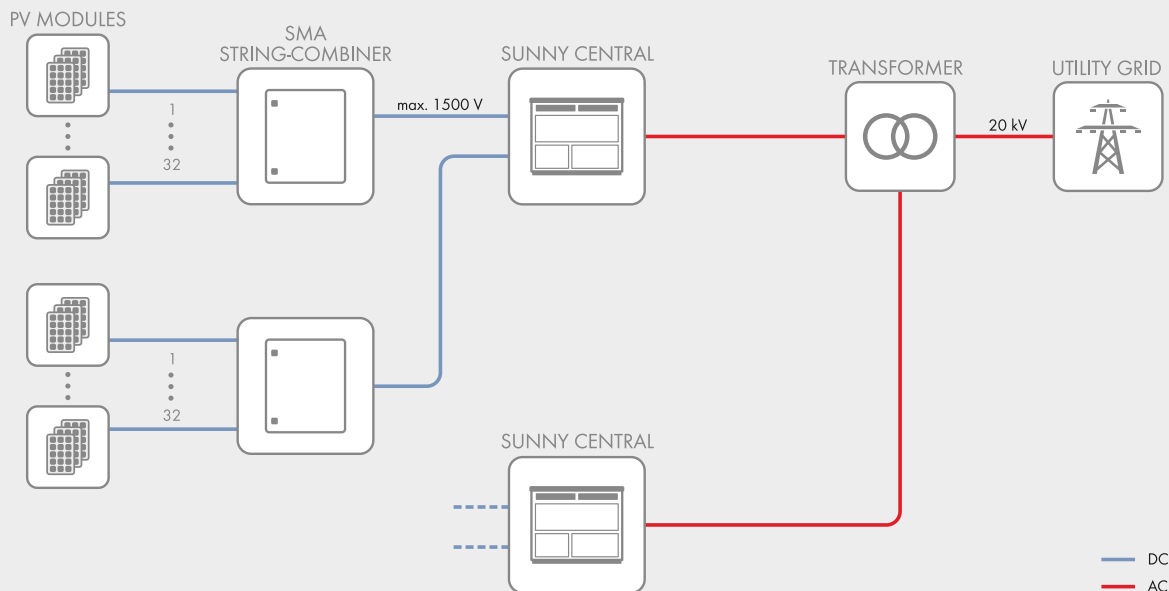 PV MODULES
SMA
STRING-COMBINER
SUNNY CENTRAL
TRANSFORMER
UTILITY GRID
1
32
max. 1500 V
20 kV
1
32
SUNNY CENTRAL
DC
AC